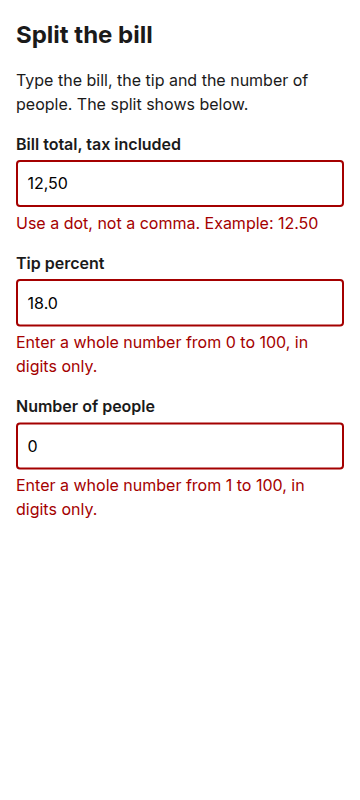 Split the bill
Type the bill, the tip and the number of
people. The split shows below.
Bill total, tax included
12,50
Use a dot, not a comma. Example: 12.50
Tip percent
18.0
Enter a whole number from 0 to 100, in
digits only.
Number of people
0
Enter a whole number from 1 to 100, in
digits only.